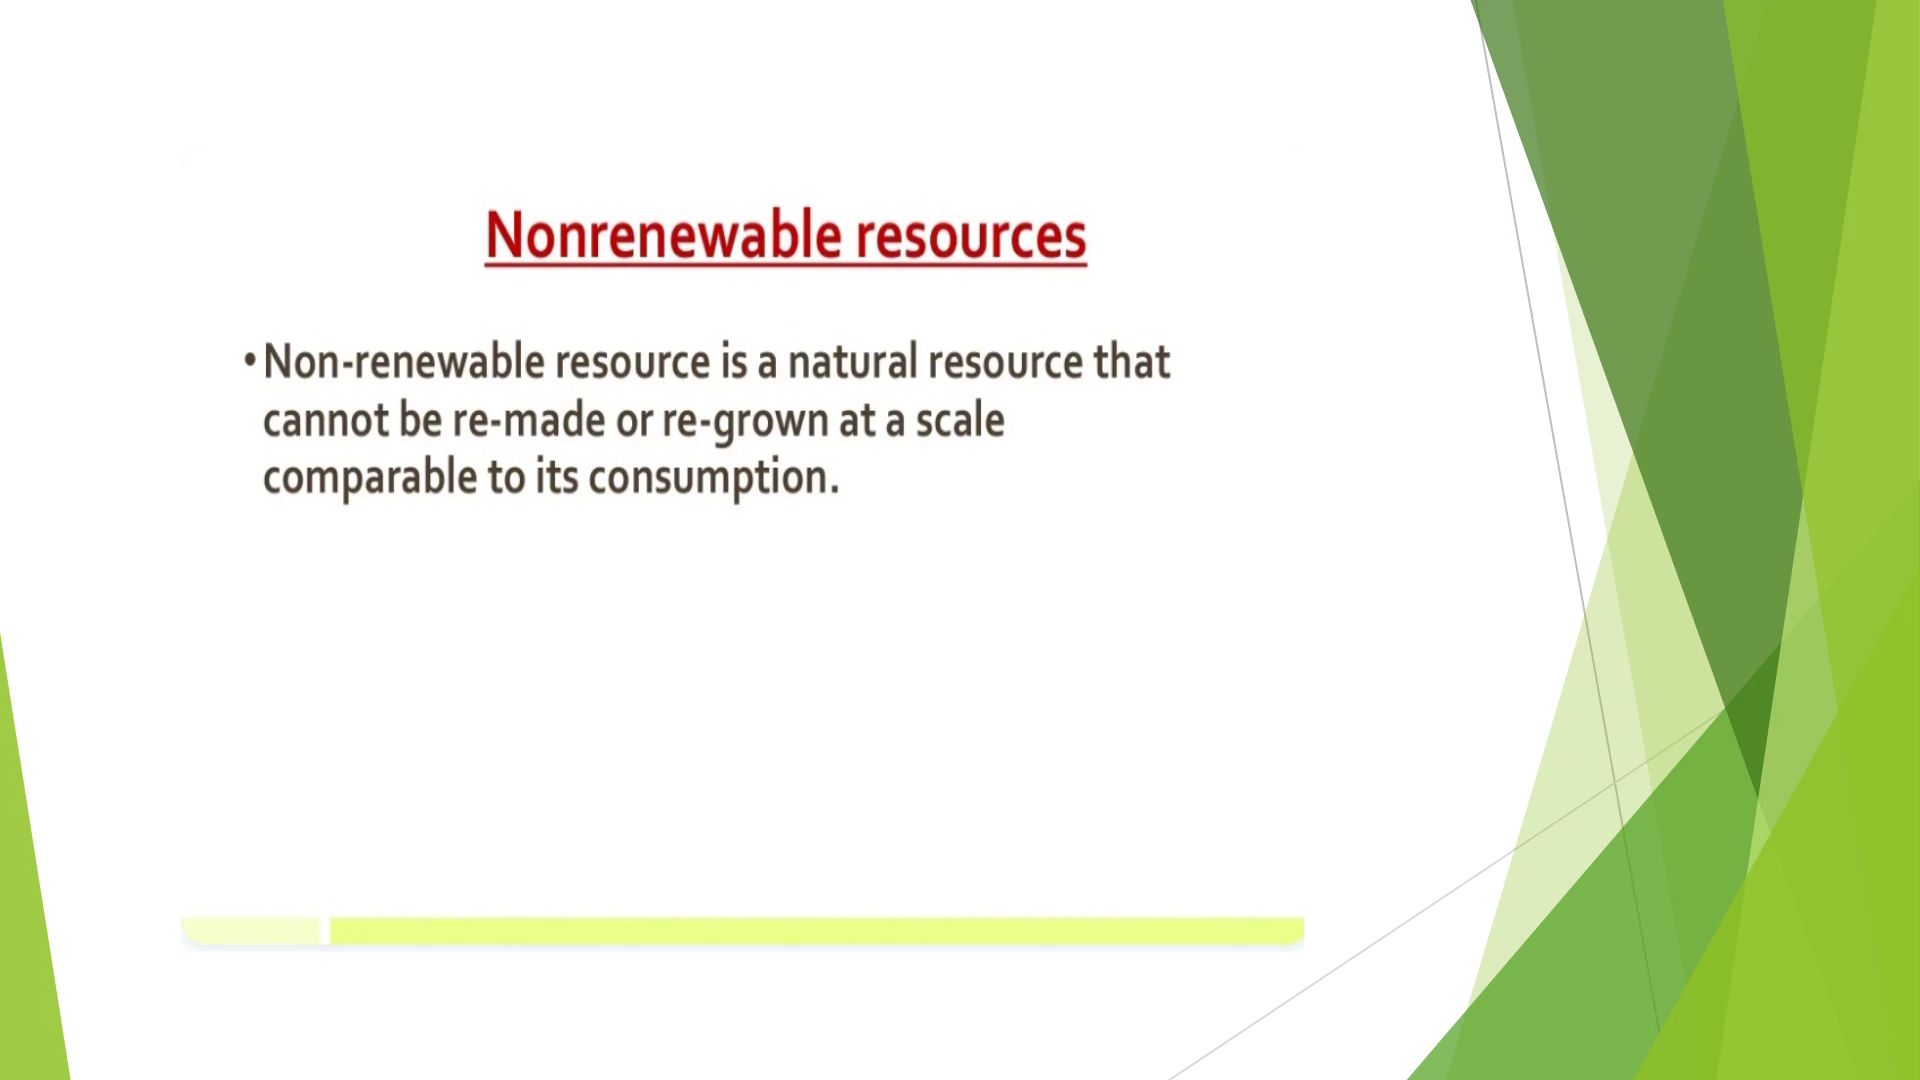 Nonrenewable resources
• Non-renewable resource is a natural resource that
cannot be re-made or re-grown at a scale
comparable to its consumption.